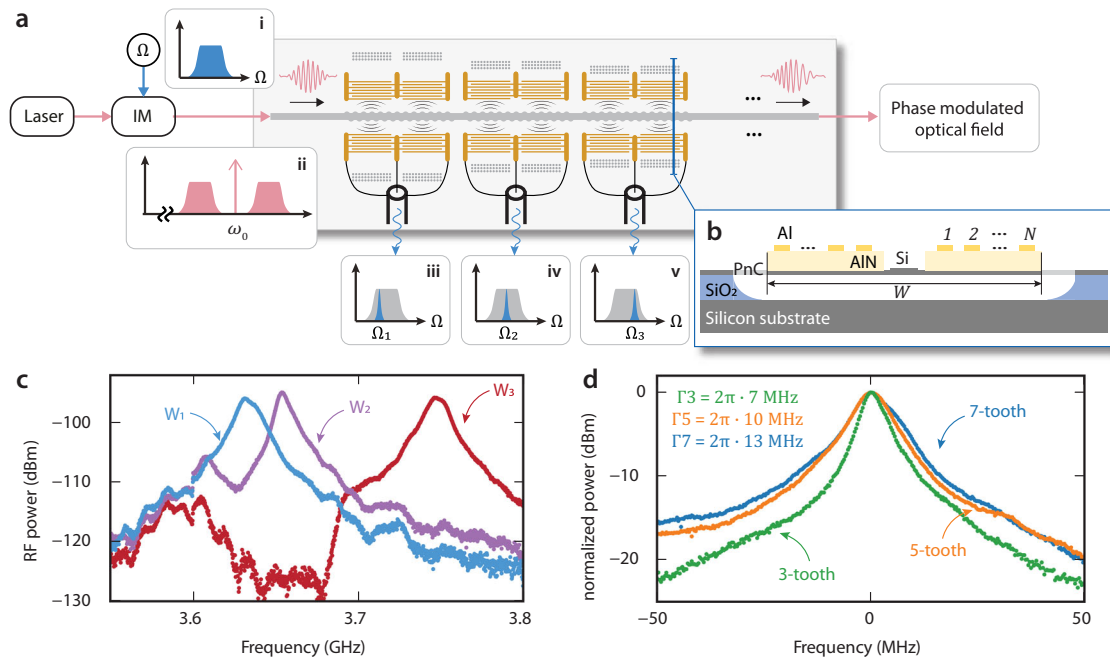 a
i
Ω
Ω
Laser
IM
...
...
Phase modulated
optical field
ii
ω₀
iii
iv
v
Ω₁
Ω
Ω₂
Ω
Ω₃
Ω
b
Al
...
1 2 ... N
Si
AlN
PnC
SiO₂
W
Silicon substrate
c
W₁
W₂
W₃
−100
−110
−120
−130
RF power (dBm)
3.6
3.7
3.8
Frequency (GHz)
d
Γ3 = 2π · 7 MHz
Γ5 = 2π · 10 MHz
Γ7 = 2π · 13 MHz
7-tooth
5-tooth
3-tooth
0
−10
−20
normalized power (dBm)
−50
0
50
Frequency (MHz)